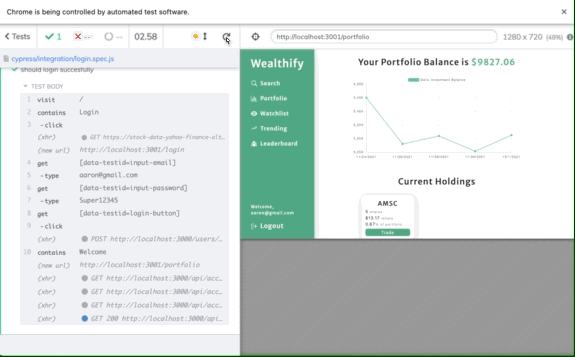 Chrome is being controlled by automated test software.
Tests
1
--
--
02.58
http://localhost:3001/portfolio
1280 x 720 (48%)
cypress/integration/login.spec.js
should login succesfully
TEST BODY
1 visit /
2 contains Login
3 -click
(xhr) GET https://stock-data-yahoo-finance-alt...
(new url) http://localhost:3001/login
4 get [data-testid=input-email]
5 -type aaron@gmail.com
6 get [data-testid=input-password]
7 -type Super12345
8 get [data-testid=login-button]
9 -click
(xhr) POST http://localhost:3000/users/...
10 contains Welcome
(new url) http://localhost:3001/portfolio
(xhr) GET http://localhost:3000/api/acc...
(xhr) GET http://localhost:3000/api/acc...
(xhr) GET http://localhost:3000/api/acc...
(xhr) GET 200 http://localhost:3000/api...
Wealthify
Search
Portfolio
Watchlist
Trending
Leaderboard
Welcome,
aaron@gmail.com
Logout
Your Portfolio Balance is $9827.06
Current Holdings
AMSC
5 shares
$13.17
0.67% of portfolio
Trade